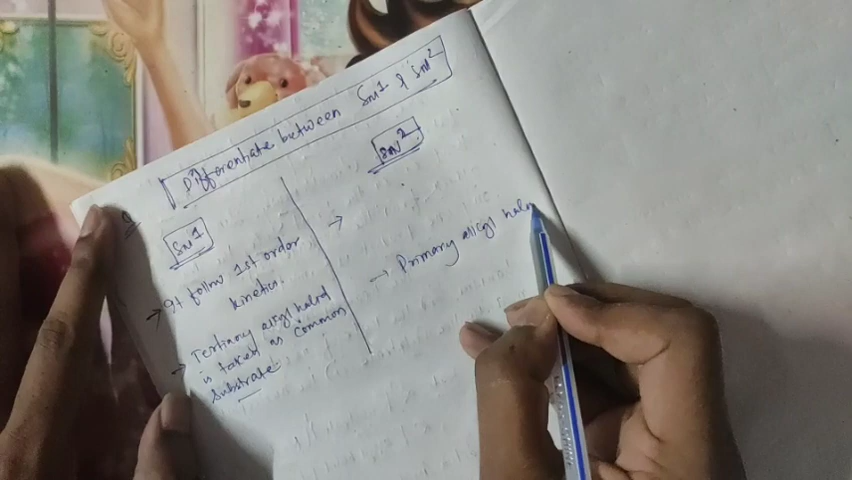 Differentiate between SN1 & SN2
SN1
→ It follow 1st order
kinetics.
→ Tertiary alkyl halid
is taken as common
substrate
SN2
→
→ Primary alkyl halo